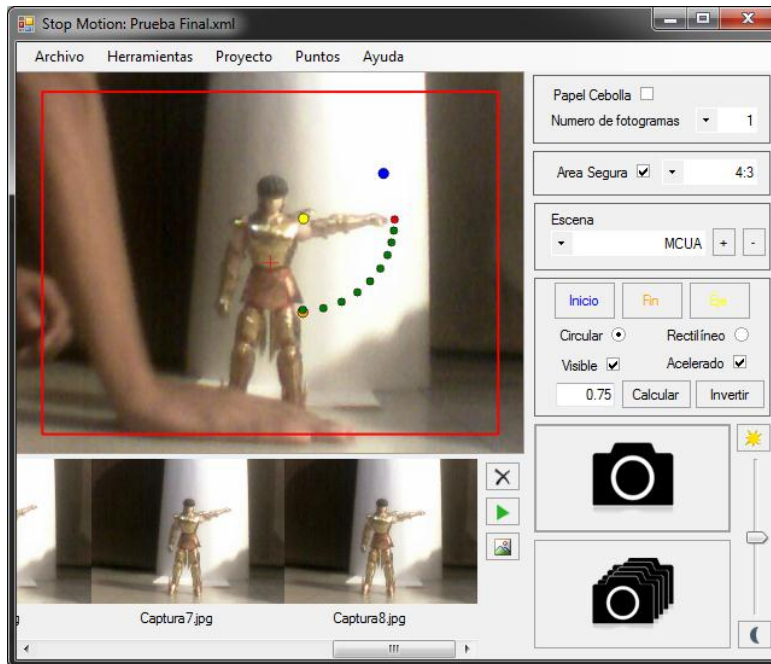 Stop Motion: Prueba Final.xml
Archivo Herramientas Proyecto Puntos Ayuda
Papel Cebolla
Numero de fotogramas 1
Area Segura 4:3
Escena
MCUA + -
Inicio Fin Eje
Circular Rectilíneo
Visible Acelerado
0.75 Calcular Invertir
Captura7.jpg Captura8.jpg